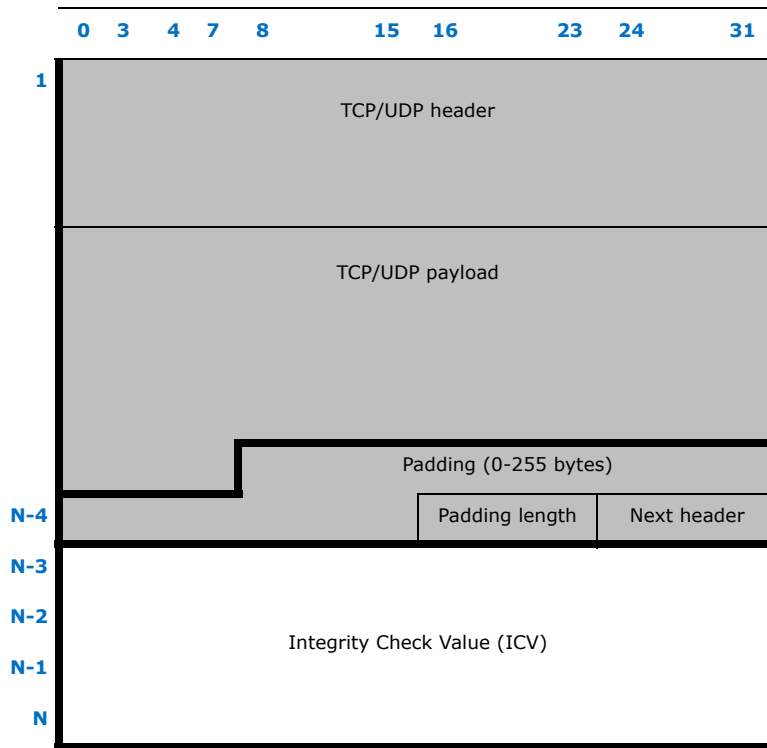 0 3 4 7 8 15 16 23 24 31
1
TCP/UDP header
TCP/UDP payload
Padding (0-255 bytes)
N-4 Padding length Next header
N-3
N-2
Integrity Check Value (ICV)
N-1
N